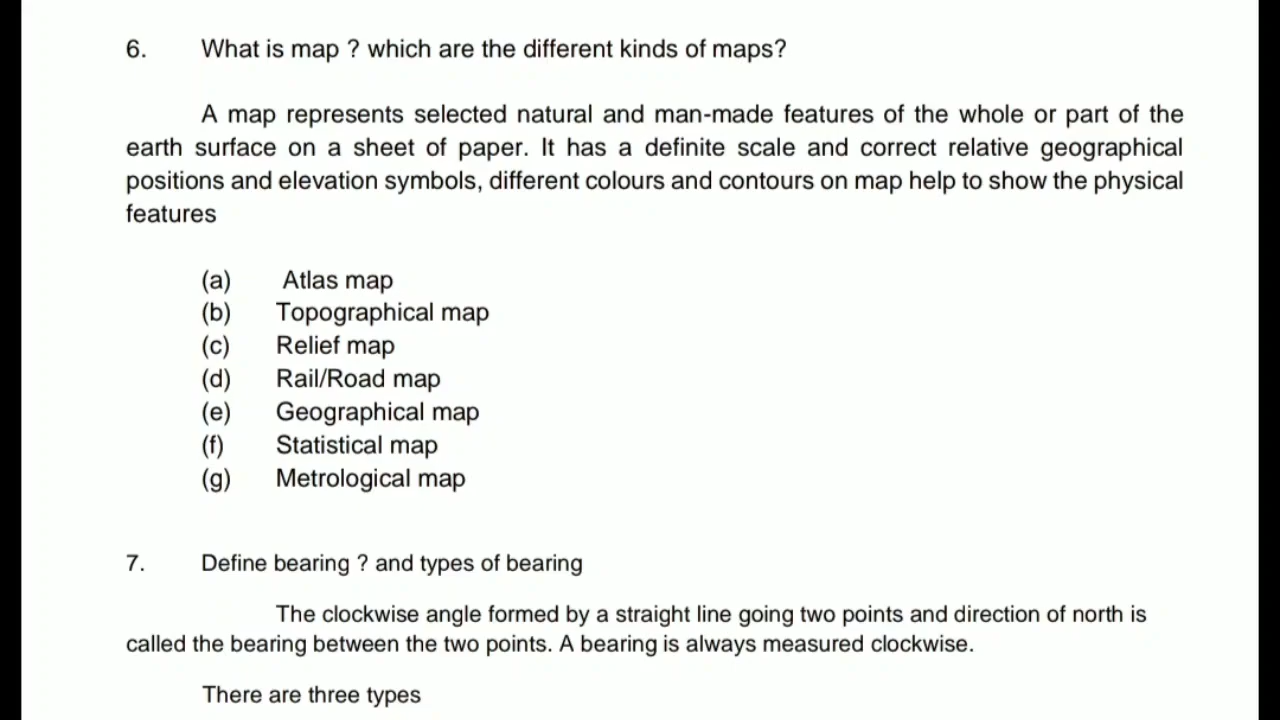 6. What is map ? which are the different kinds of maps?
A map represents selected natural and man-made features of the whole or part of the
earth surface on a sheet of paper. It has a definite scale and correct relative geographical
positions and elevation symbols, different colours and contours on map help to show the physical
features
(a) Atlas map
(b) Topographical map
(c) Relief map
(d) Rail/Road map
(e) Geographical map
(f) Statistical map
(g) Metrological map
7. Define bearing ? and types of bearing
The clockwise angle formed by a straight line going two points and direction of north is
called the bearing between the two points. A bearing is always measured clockwise.
There are three types